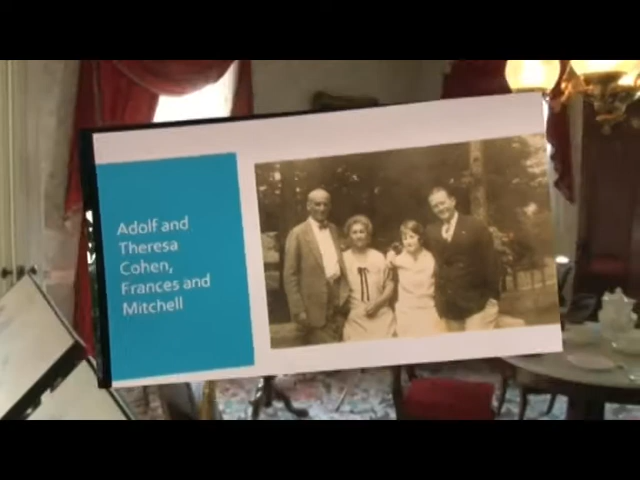 Adolf and
Theresa
Cohen,
Frances and
Mitchell